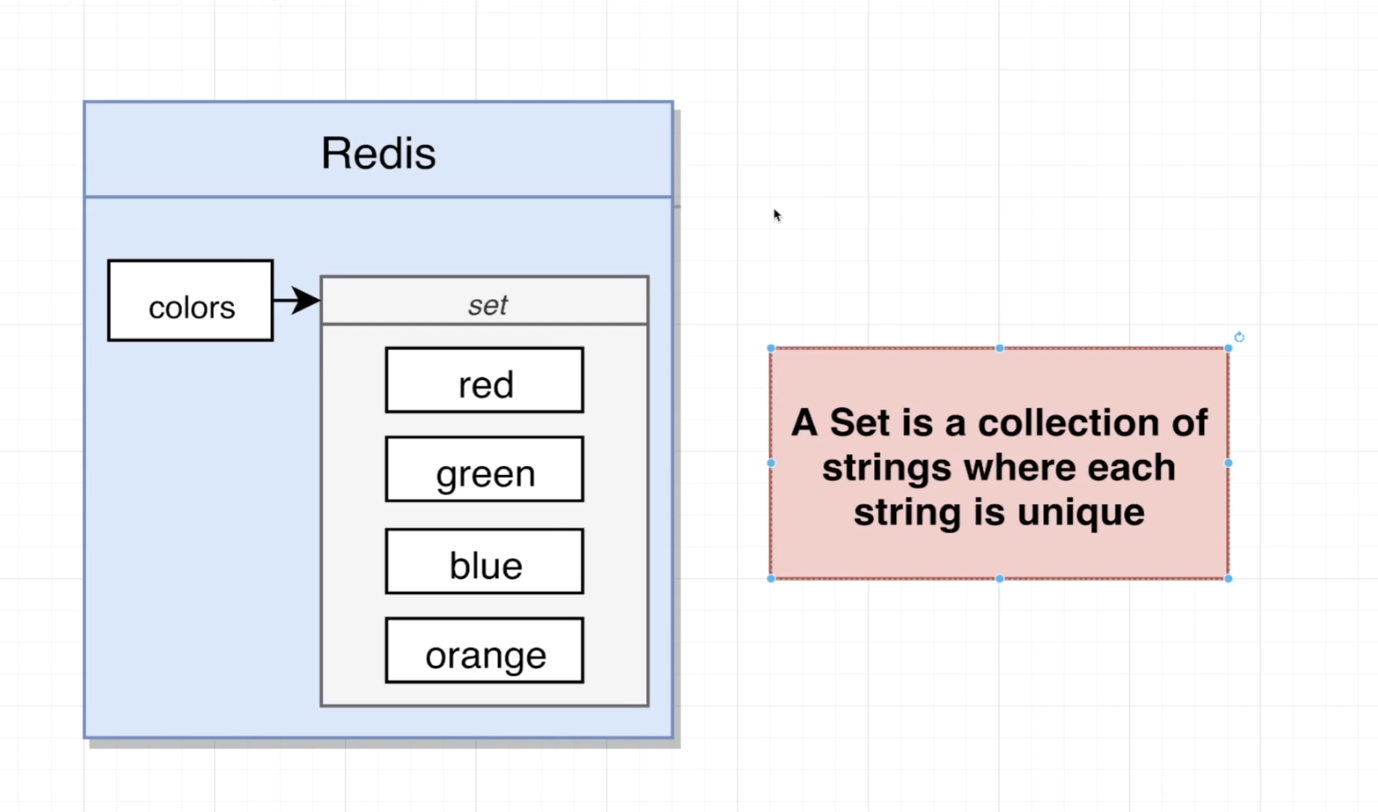 Redis
colors
set
red
green
blue
orange
A Set is a collection of
strings where each
string is unique